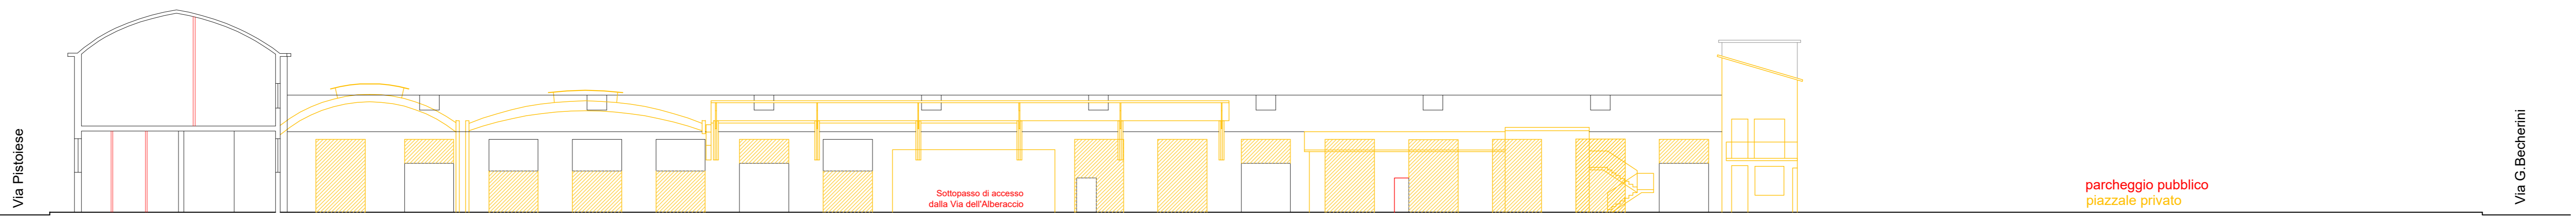 Via Pistoiese
Sottopasso di accesso
dalla Via dell'Alberaccio
parcheggio pubblico
piazzale privato
Via G.Becherini